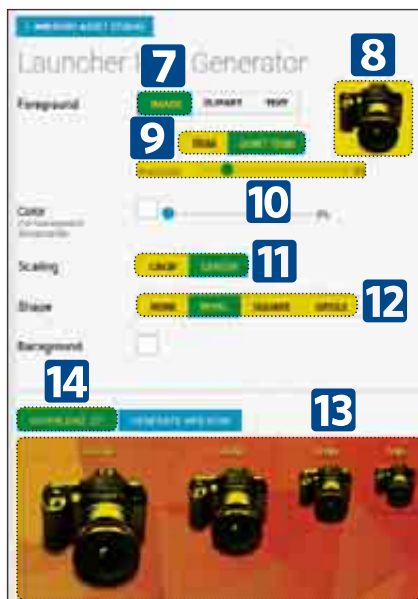 < ANDROID ASSET STUDIO
Launcher Generator
7
8
Foreground
IMAGE CLIPART TEXT
9
TRIM DON'T TRIM
10
Color
0%
11
Scaling
CROP CENTER
12
Shape
NONE SQUARE CIRCLE
Background
14
13
DOWNLOAD .ZIP GENERATE WEB ICON